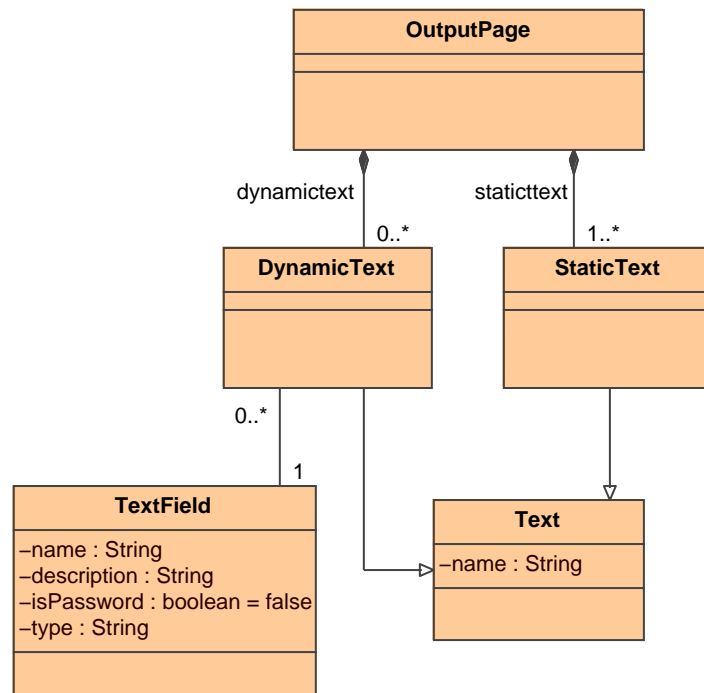 OutputPage
dynamictext
staticttext
0..*
1..*
DynamicText
StaticText
0..*
1
TextField
–name : String
–description : String
–isPassword : boolean = false
–type : String
Text
–name : String